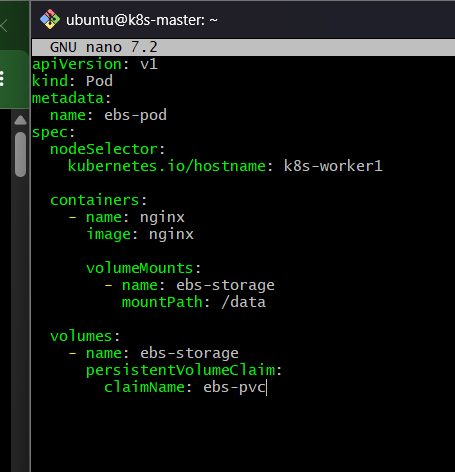 ubuntu@k8s-master: ~
GNU nano 7.2
apiVersion: v1
kind: Pod
metadata:
  name: ebs-pod
spec:
  nodeSelector:
    kubernetes.io/hostname: k8s-worker1

  containers:
    - name: nginx
      image: nginx

      volumeMounts:
        - name: ebs-storage
          mountPath: /data

  volumes:
    - name: ebs-storage
      persistentVolumeClaim:
        claimName: ebs-pvc